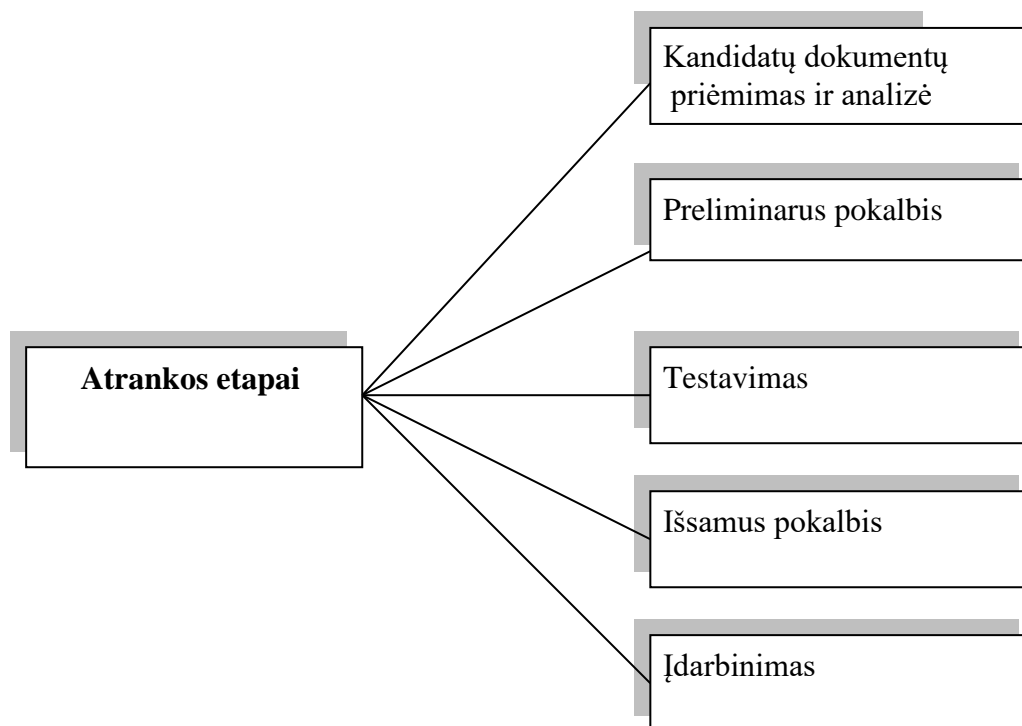 Kandidatų dokumentų
priėmimas ir analizė
Preliminarus pokalbis
Atrankos etapai
Testavimas
Išsamus pokalbis
Įdarbinimas